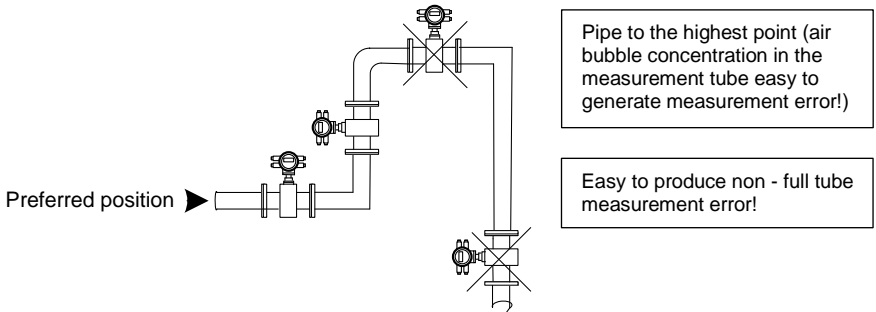 Pipe to the highest point (air
bubble concentration in the
measurement tube easy to
generate measurement error!)
Easy to produce non - full tube
measurement error!
Preferred position